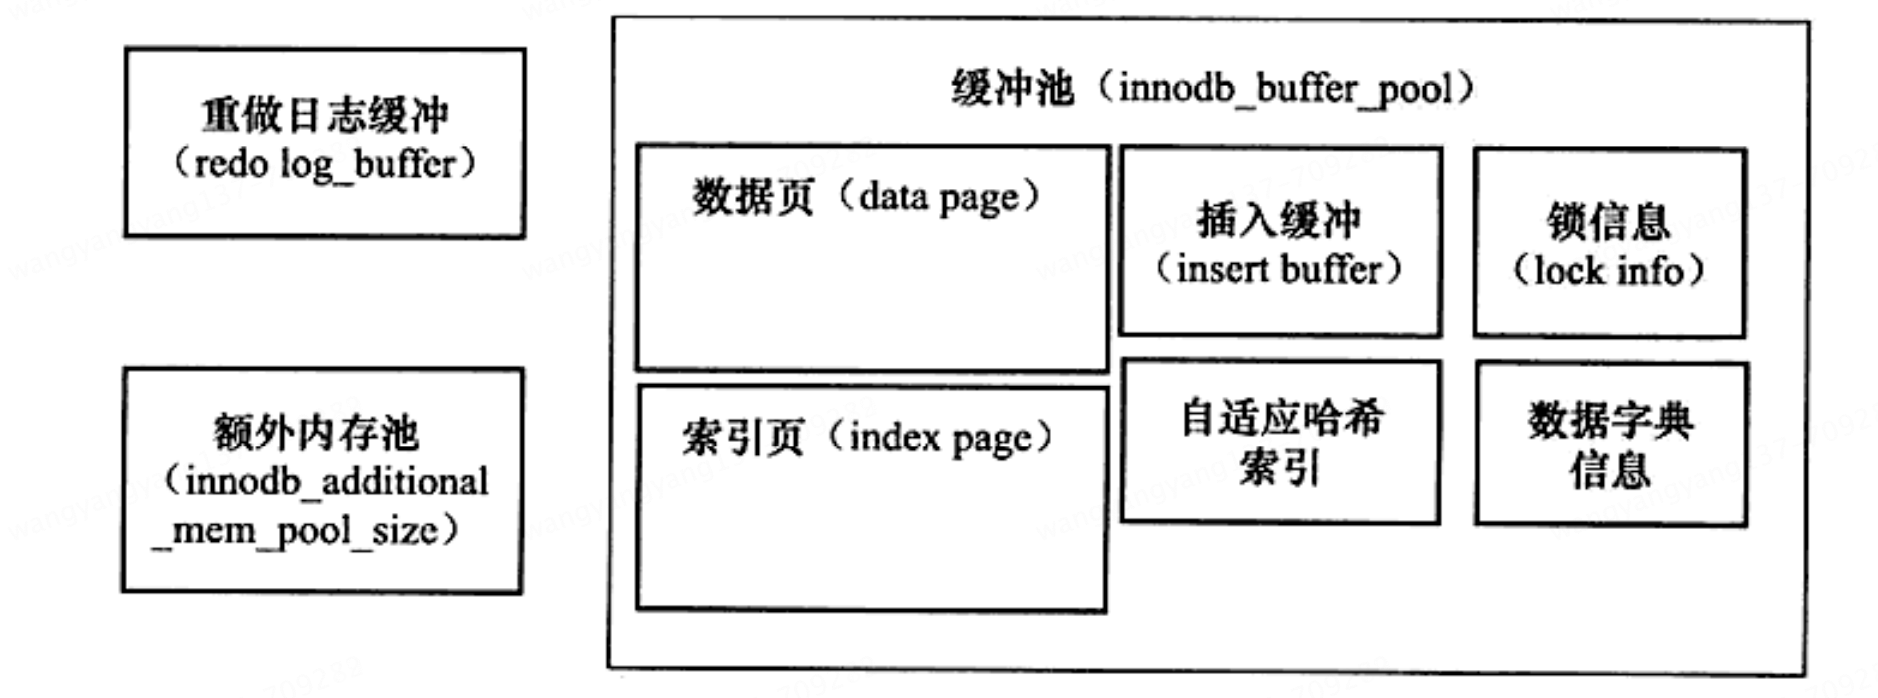 重做日志缓冲
（redo log_buffer）
额外内存池
（innodb_additional
_mem_pool_size）
缓冲池（innodb_buffer_pool）
数据页（data page）
索引页（index page）
插入缓冲
（insert buffer）
锁信息
（lock info）
自适应哈希
索引
数据字典
信息